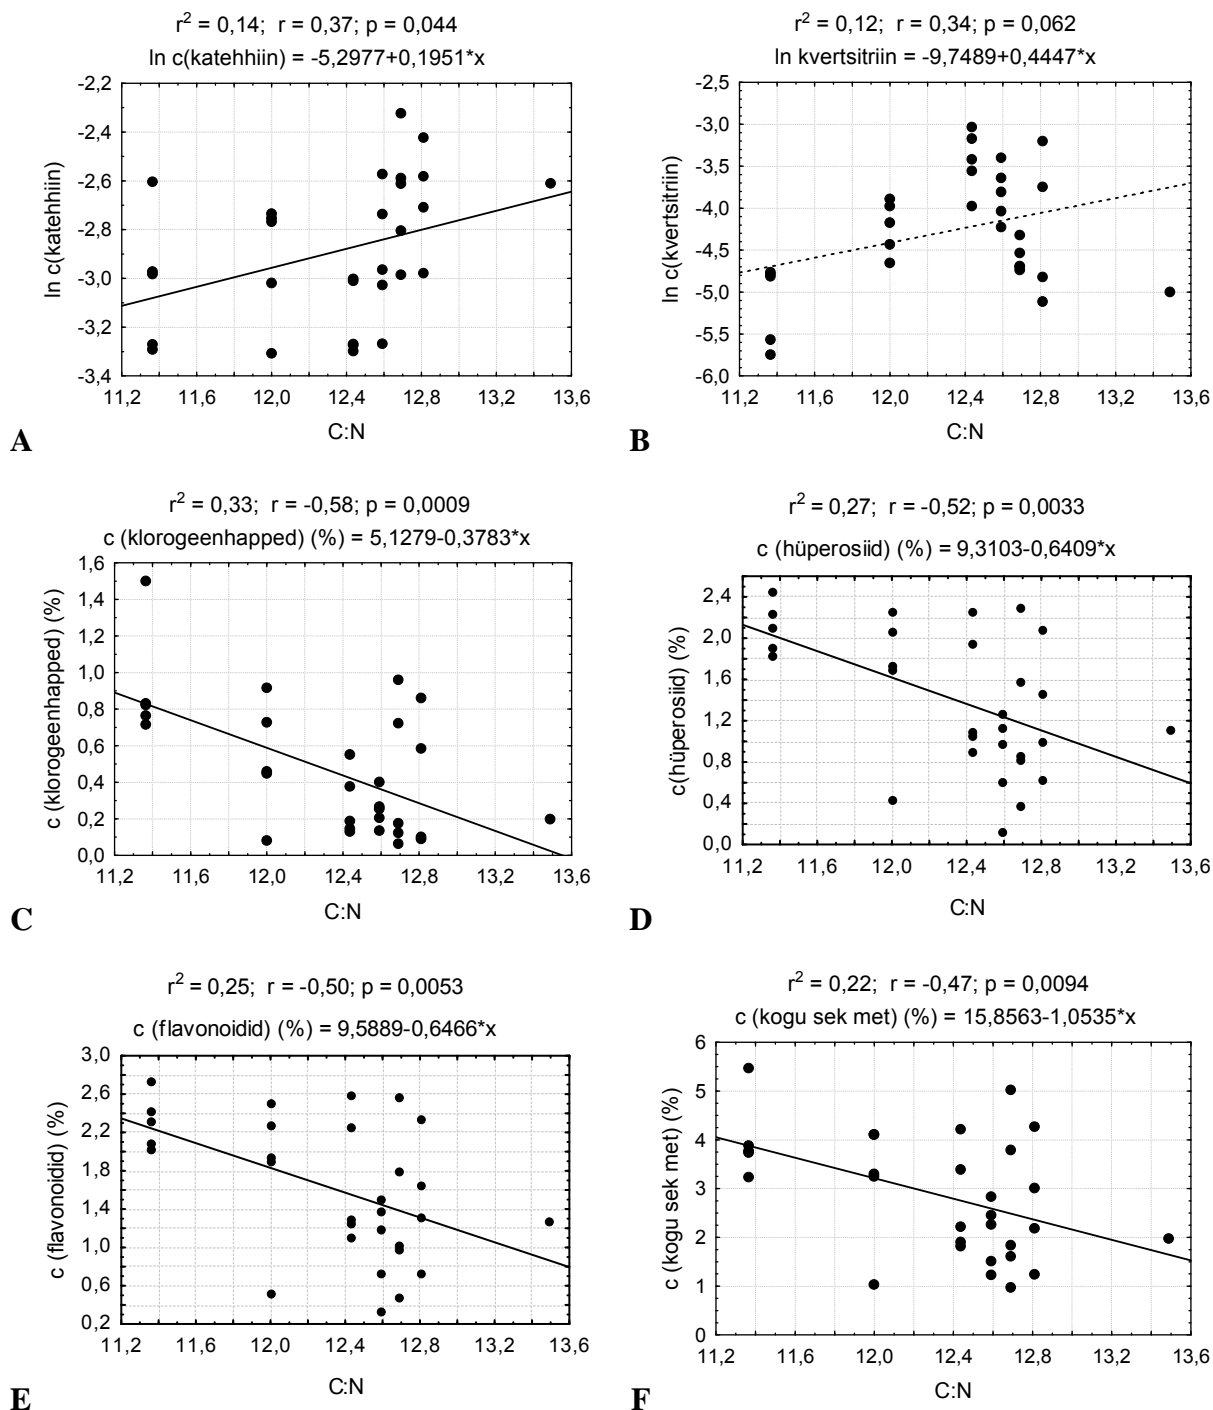 r² = 0,14; r = 0,37; p = 0,044
ln c(katehhiin) = -5,2977+0,1951*x
-2,2
-2,4
-2,6
-2,8
-3,0
-3,2
-3,4
ln c(katehhiin)
11,2 11,6 12,0 12,4 12,8 13,2 13,6
C:N
A
r² = 0,12; r = 0,34; p = 0,062
ln kvertsitriin = -9,7489+0,4447*x
-2,5
-3,0
-3,5
-4,0
-4,5
-5,0
-5,5
-6,0
ln c(kvertsitriin)
11,2 11,6 12,0 12,4 12,8 13,2 13,6
C:N
B
r² = 0,33; r = -0,58; p = 0,0009
c (klorogeenhapped) (%) = 5,1279-0,3783*x
1,6
1,4
1,2
1,0
0,8
0,6
0,4
0,2
0,0
c (klorogeenhapped) (%)
11,2 11,6 12,0 12,4 12,8 13,2 13,6
C:N
C
r² = 0,27; r = -0,52; p = 0,0033
c (hüperosiid) (%) = 9,3103-0,6409*x
2,4
2,0
1,6
1,2
0,8
0,4
0,0
c(hüperosiid) (%)
11,2 11,6 12,0 12,4 12,8 13,2 13,6
C:N
D
r² = 0,25; r = -0,50; p = 0,0053
c (flavonoidid) (%) = 9,5889-0,6466*x
3,0
2,6
2,2
1,8
1,4
1,0
0,6
0,2
c (flavonoidid) (%)
11,2 11,6 12,0 12,4 12,8 13,2 13,6
C:N
E
r² = 0,22; r = -0,47; p = 0,0094
c (kogu sek met) (%) = 15,8563-1,0535*x
6
5
4
3
2
1
0
c (kogu sek met) (%)
11,2 11,6 12,0 12,4 12,8 13,2 13,6
C:N
F